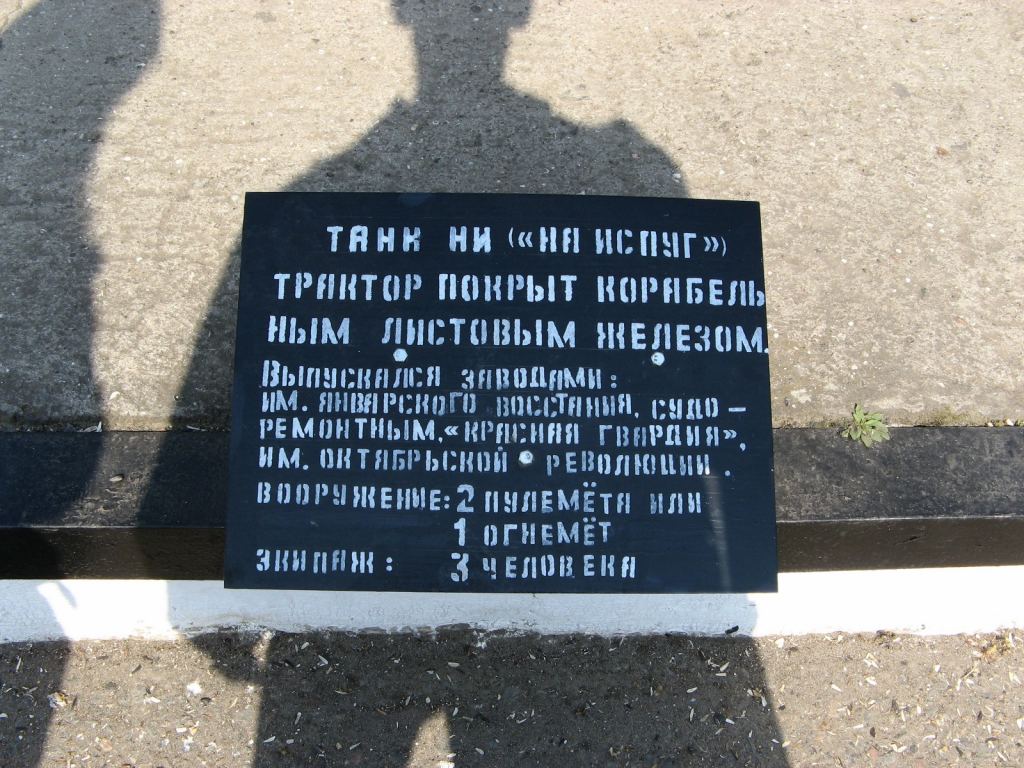 ТАНК НИ («НА ИСПУГ»)
ТРАКТОР ПОКРЫТ КОРАБЕЛЬ
НЫМ ЛИСТОВЫМ ЖЕЛЕЗОМ.
ВЫПУСКАЛСЯ ЗАВОДАМИ:
ИМ. ЯНВАРСКОГО ВОССТАНИЯ, СУДО-
РЕМОНТНЫМ, «КРАСНАЯ ГВАРДИЯ»,
ИМ. ОКТЯБРЬСКОЙ РЕВОЛЮЦИИ.
ВООРУЖЕНИЕ: 2 ПУЛЕМЁТА ИЛИ
1 ОГНЕМЁТ
ЭКИПАЖ: 3 ЧЕЛОВЕКА